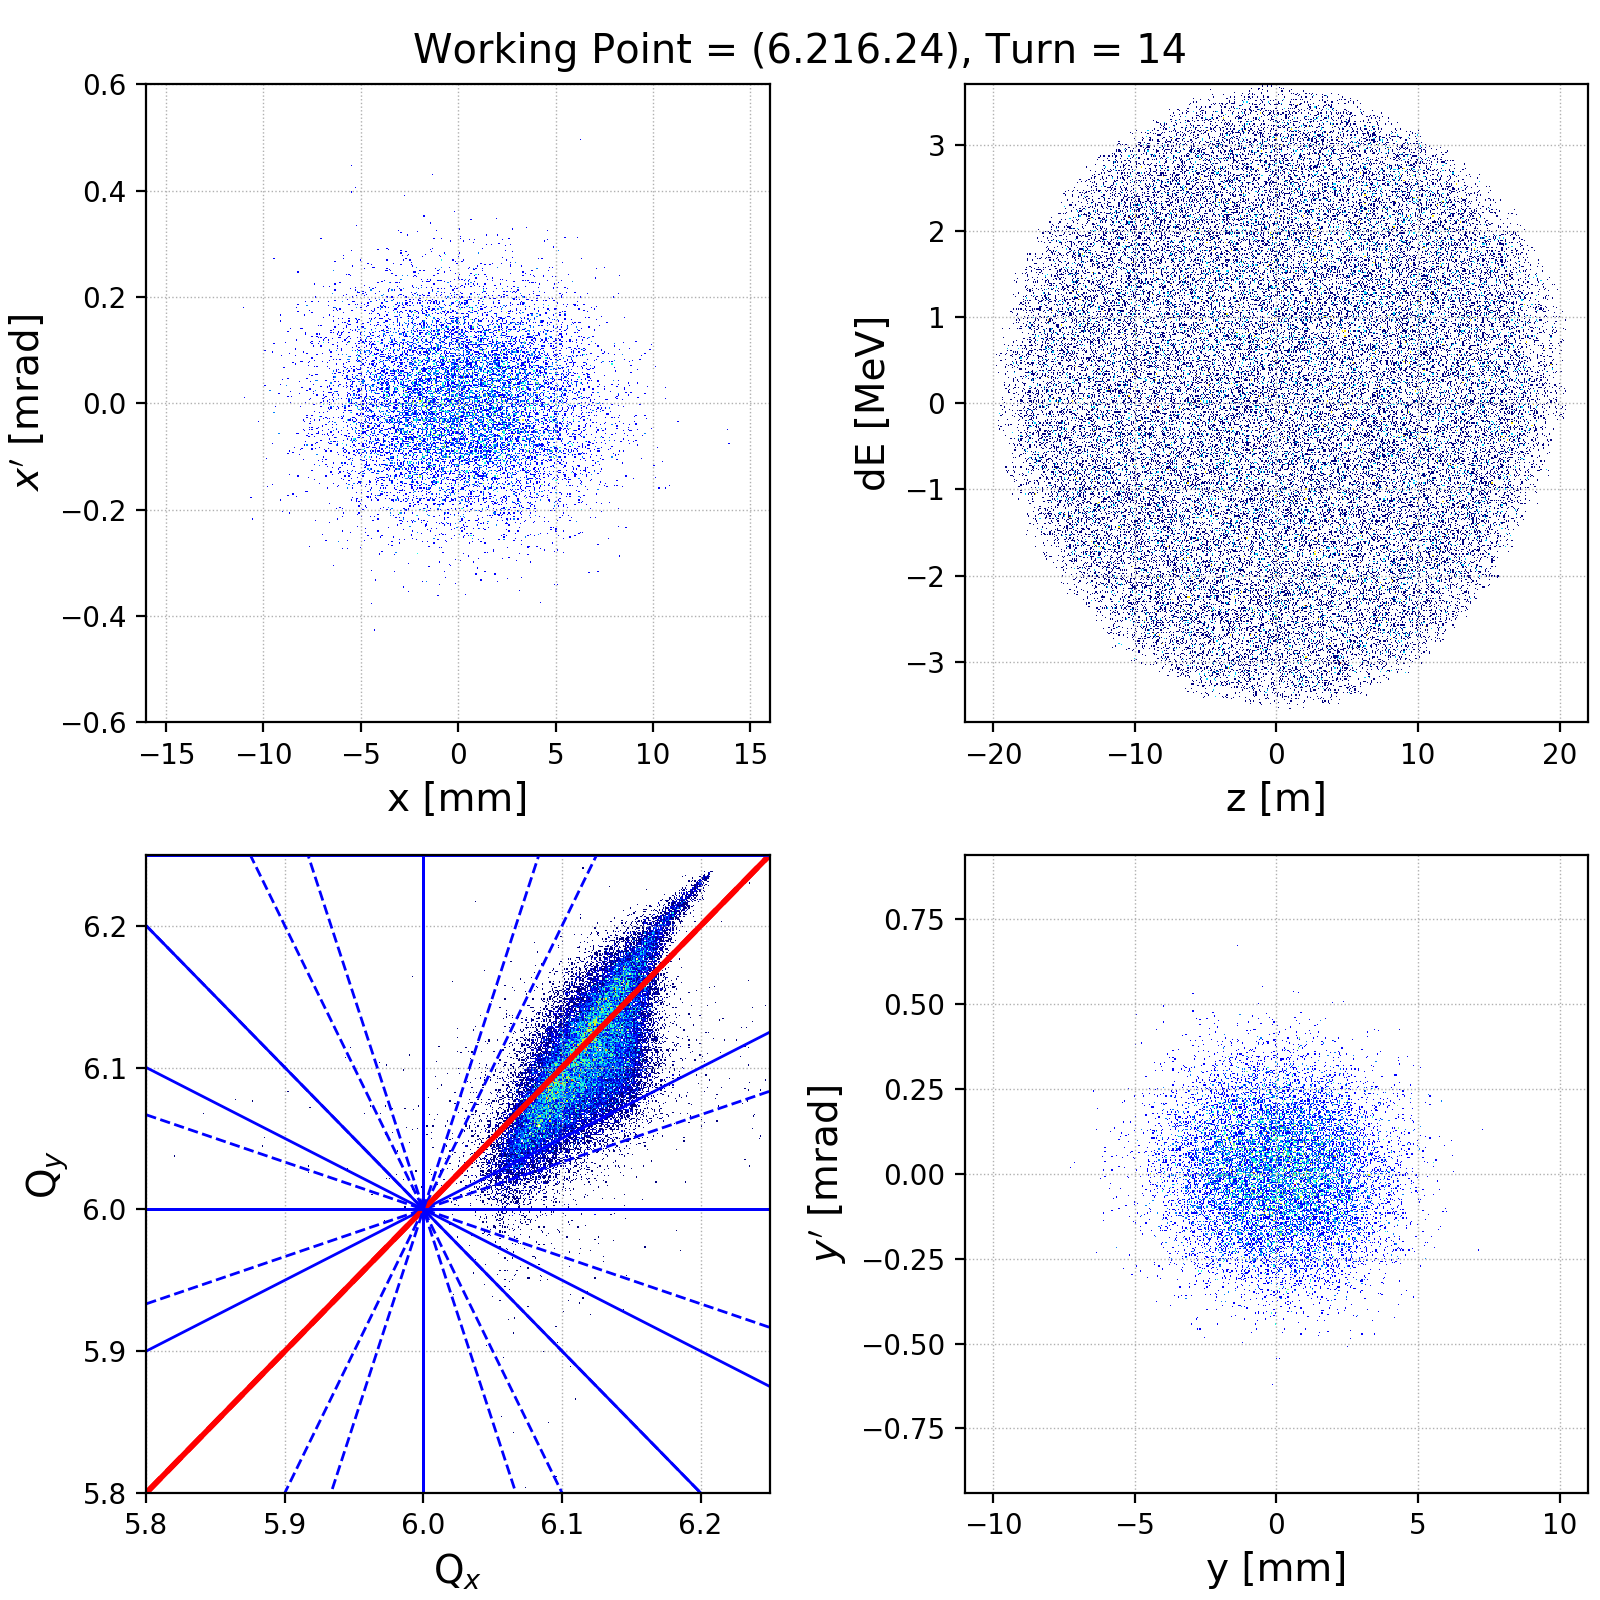 Working Point = (6.216.24), Turn = 14
0.6
0.4
0.2
0.0
−0.2
−0.4
−0.6
x′ [mrad]
−15 −10 −5 0 5 10 15
x [mm]
3
2
1
0
−1
−2
−3
dE [MeV]
−20 −10 0 10 20
z [m]
6.2
6.1
6.0
5.9
5.8
Qy
5.8 5.9 6.0 6.1 6.2
Qx
0.75
0.50
0.25
0.00
−0.25
−0.50
−0.75
y′ [mrad]
−10 −5 0 5 10
y [mm]